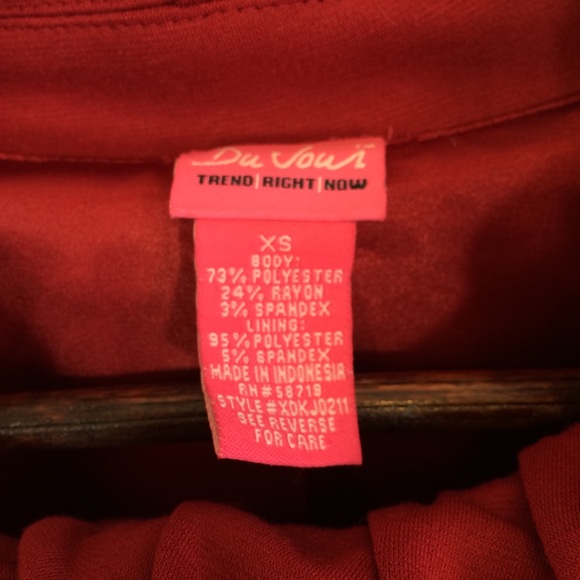 Du Jour
TREND|RIGHT|NOW
XS
BODY:
73% POLYESTER
24% RAYON
3% SPANDEX
LINING:
95% POLYESTER
5% SPANDEX
MADE IN INDONESIA
RN#58719
STYLE#XDKJ0211
SEE REVERSE
FOR CARE